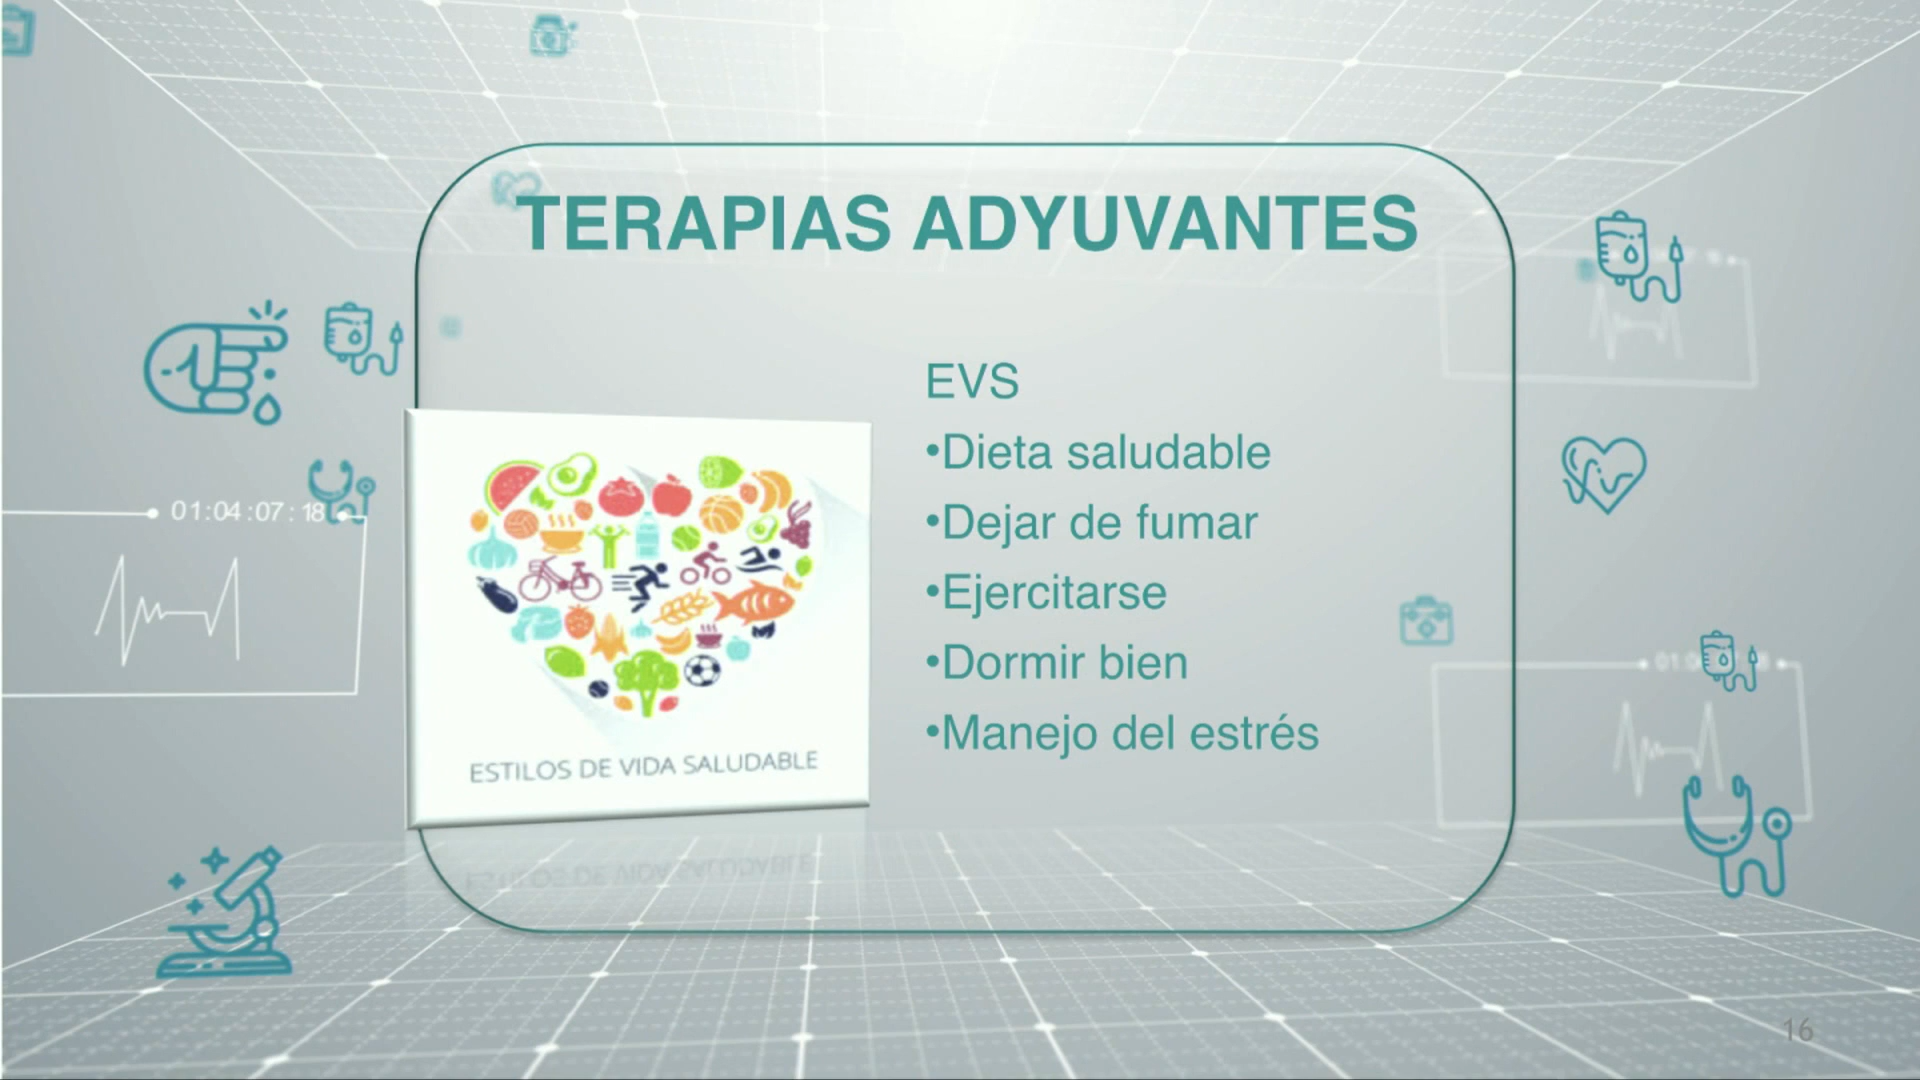 TERAPIAS ADYUVANTES
EVS
•Dieta saludable
•Dejar de fumar
•Ejercitarse
•Dormir bien
•Manejo del estrés
ESTILOS DE VIDA SALUDABLE
01:04:07:18
16